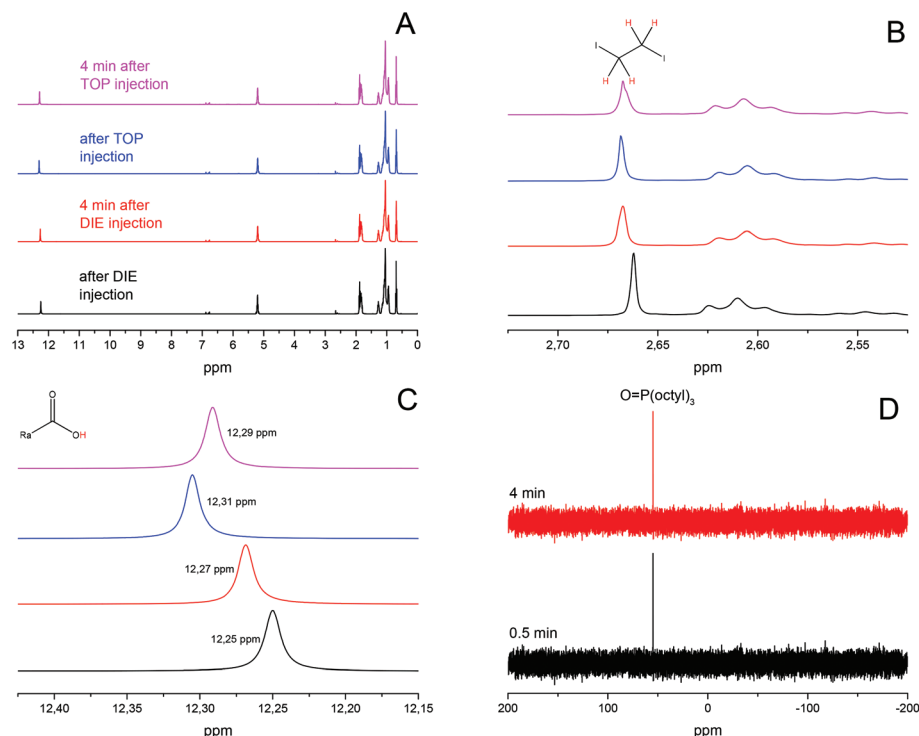 A
4 min after
TOP injection
after TOP
injection
4 min after
DIE injection
after DIE
injection
13 12 11 10 9 8 7 6 5 4 3 2 1 0
ppm
B
H H
I
I
H H
2,70 2,65 2,60 2,55
ppm
C
O
Ra OH
12,29 ppm
12,31 ppm
12,27 ppm
12,25 ppm
12,40 12,35 12,30 12,25 12,20 12,15
ppm
D
O=P(octyl)₃
4 min
0.5 min
200 100 0 -100 -200
ppm